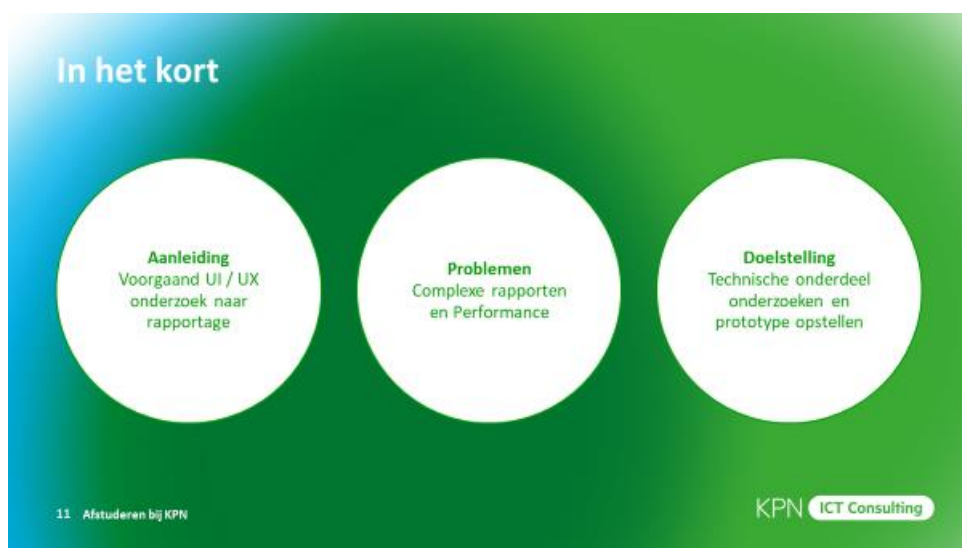 In het kort
Aanleiding
Voorgaand UI / UX
onderzoek naar
rapportage
Problemen
Complexe rapporten
en Performance
Doelstelling
Technische onderdeel
onderzoeken en
prototype opstellen
11 Afstuderen bij KPN
KPN ICT Consulting